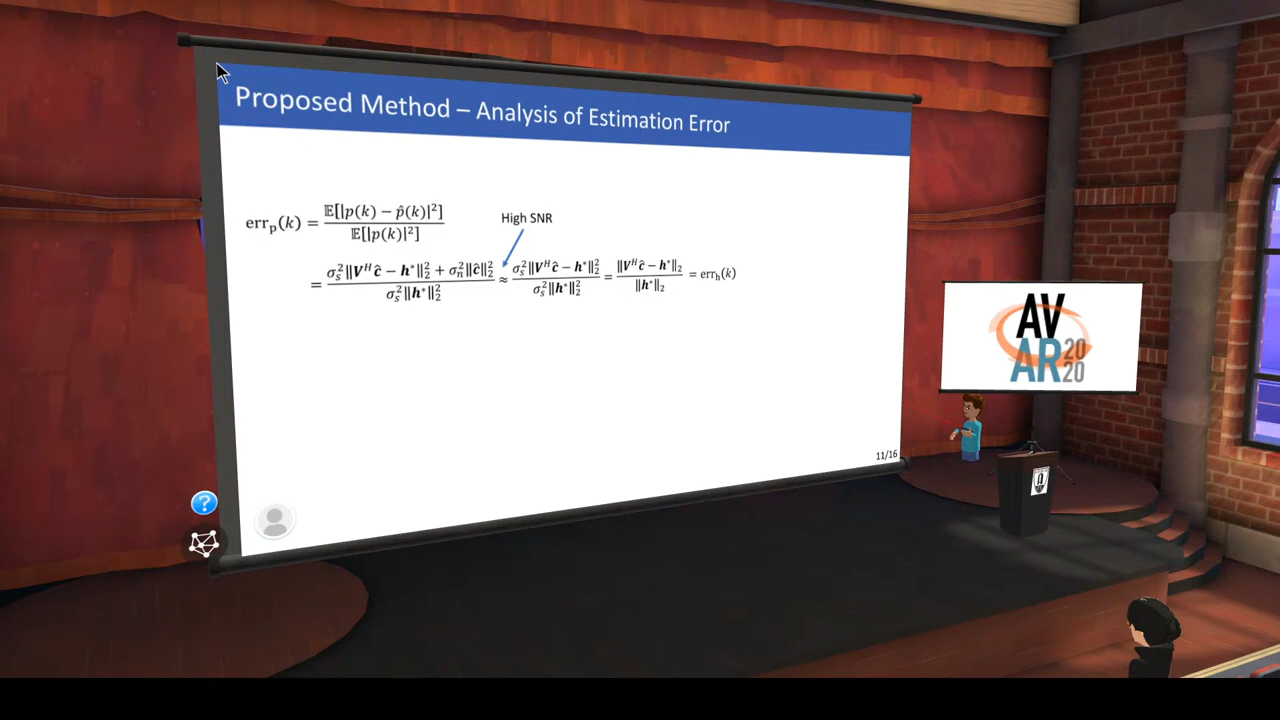 Proposed Method – Analysis of Estimation Error
err_p(k) = 𝔼[|p(k) − p̂(k)|²] / 𝔼[|p(k)|²]
High SNR
= (σ_s²‖V^H ĉ − h*‖₂² + σ_n²‖ĉ‖₂²) / (σ_s²‖h*‖₂²) ≈ (σ_s²‖V^H ĉ − h*‖₂²) / (σ_s²‖h*‖₂²) = ‖V^H ĉ − h*‖₂ / ‖h*‖₂ = err_h(k)
11/16
AV
AR 20
20
?